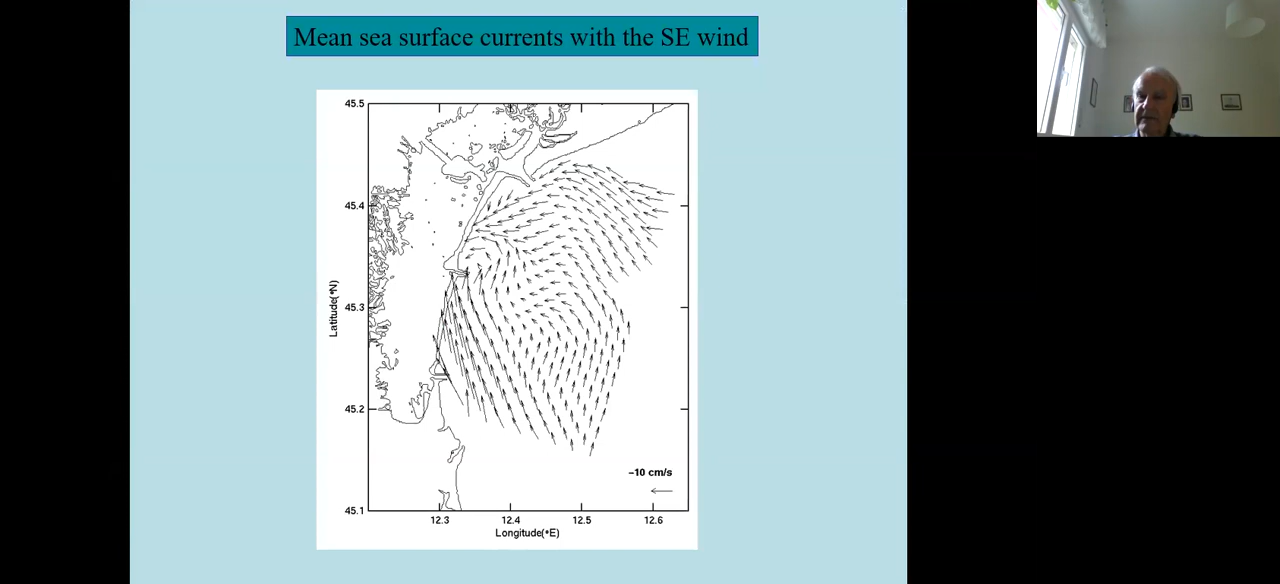 Mean sea surface currents with the SE wind
45.5
45.4
45.3
45.2
45.1
Latitude(°N)
–10 cm/s
12.3 12.4 12.5 12.6
Longitude(°E)